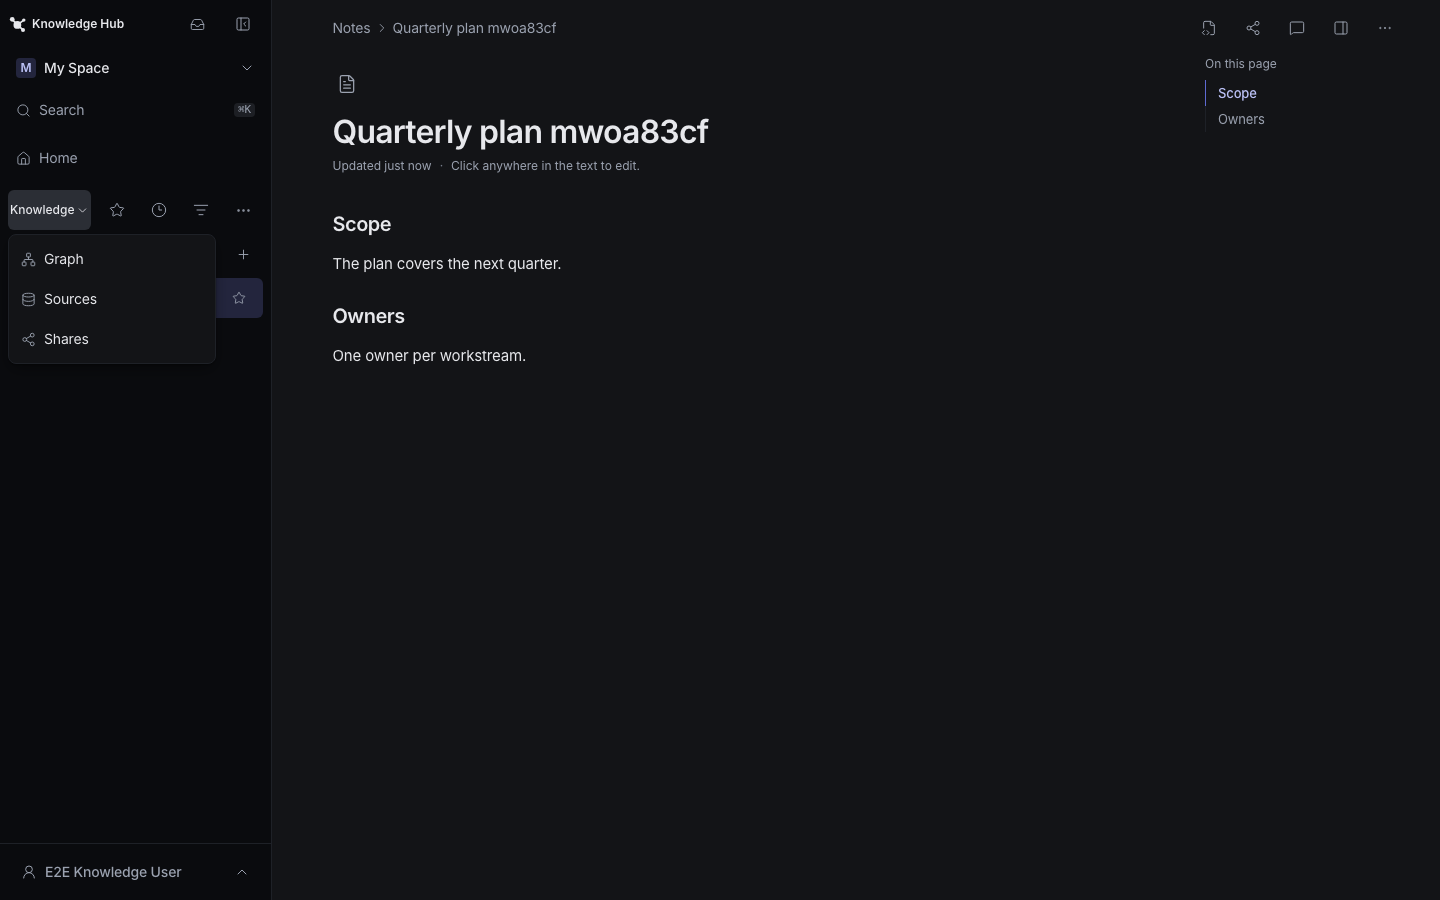 Knowledge Hub
M My Space
Search ⌘K
Home
Knowledge
Graph
Sources
Shares
E2E Knowledge User
Notes > Quarterly plan mwoa83cf
Quarterly plan mwoa83cf
Updated just now · Click anywhere in the text to edit.
Scope
The plan covers the next quarter.
Owners
One owner per workstream.
On this page
Scope
Owners